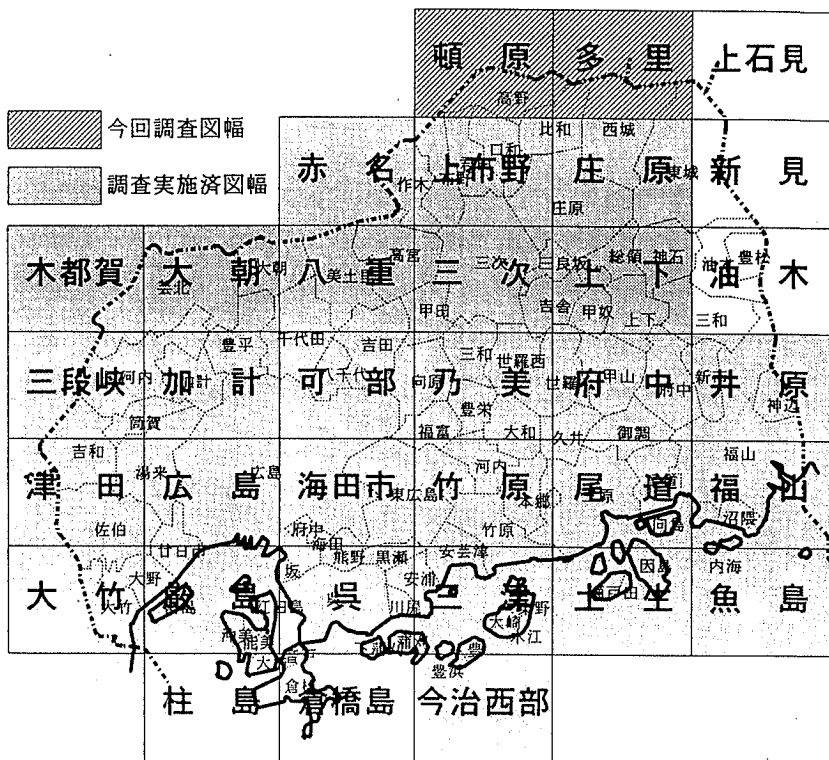 頓原 多里 上石見
高野
今回調査図幅
調査実施済図幅
比和 西城
口和
赤名 上布野 庄原 新見
作木 東城
庄原
木都賀 大朝 八重 三次 上下 油木
芸北 大朝 美土里 高宮 三次 三良坂 総領 神石 油木 豊松
甲田 吉舎 甲奴 上下 三和
豊平 千代田 吉田 三和 世羅西
三段峡 加計 可部 乃美 府中 井原
河内 八千代 向原 世羅 甲山 府中 神辺
豊栄
筒賀 福富 大和 久井 御調
吉和 福山
湯来 広島 河内
津田 広島 海田市 竹原 尾道 福山
東広島 本郷 向島 沼隈
佐伯 府中 海田 竹原
廿日市 熊野 黒瀬 安芸津
大野 坂 安浦 因島 内海
大竹 厳島 呉 三津 土生 魚島
大竹 江田島 川尻 瀬戸田
能美 大崎 木江
豊浜
柱島 倉橋島 今治西部